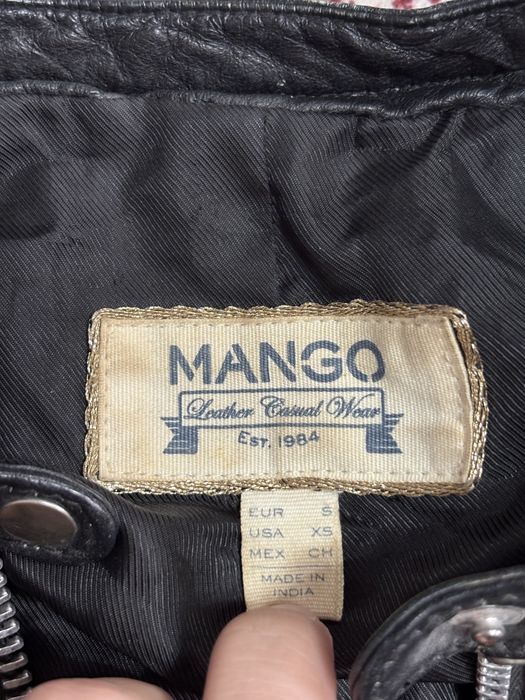 MANGO
Leather Casual Wear
EST. 1984
EUR S
USA XS
MEX CH
MADE IN
INDIA